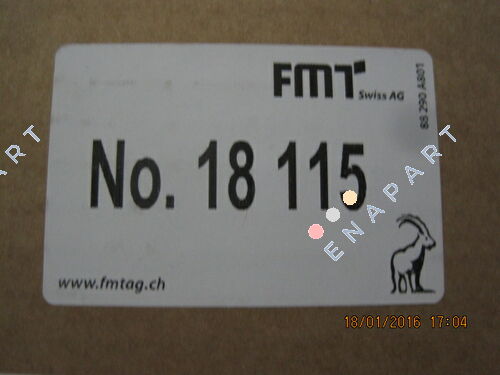 FMT
Swiss AG
88.290 A801
No. 18 115
www.fmtag.ch
ENAPART
ENAPART
18/01/2016 17:04